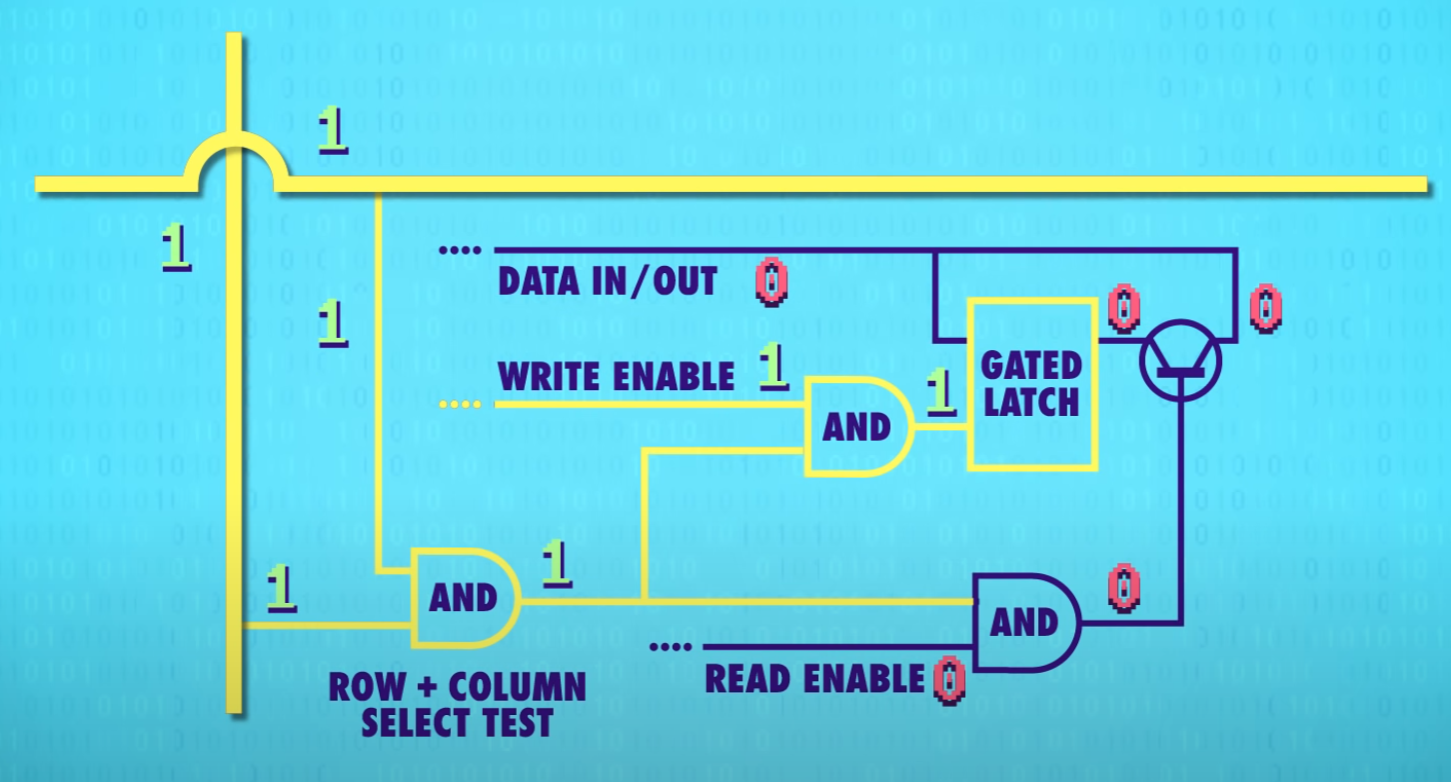 1
1
DATA IN/OUT 0
0
0
1
WRITE ENABLE 1
1
GATED
LATCH
AND
1
AND
1
1
AND
0
READ ENABLE 0
ROW + COLUMN
SELECT TEST